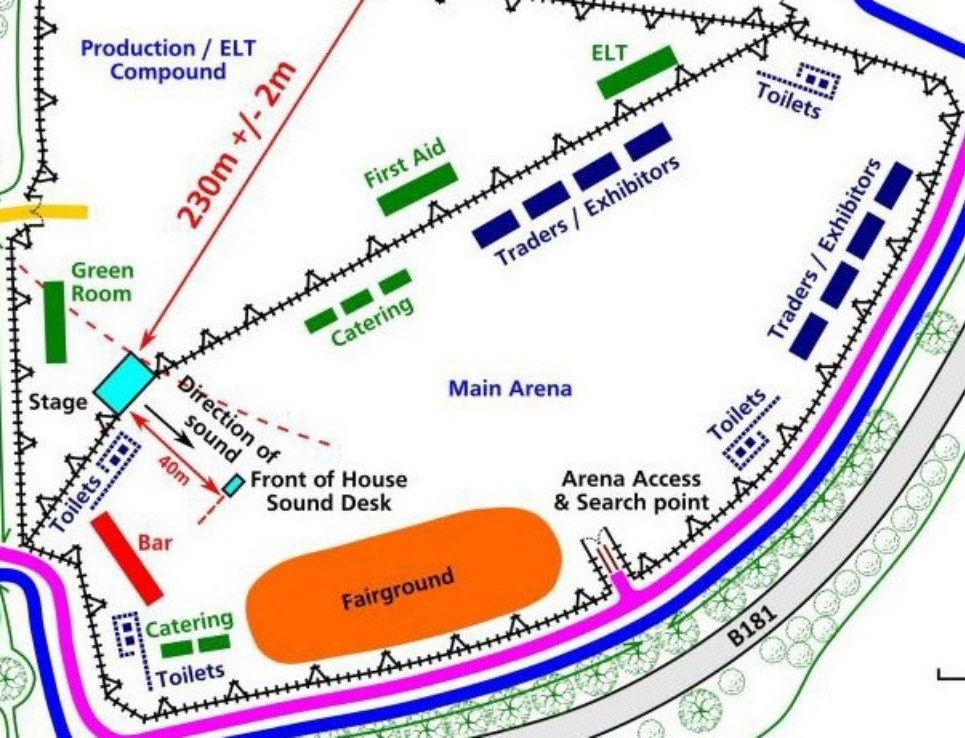 Production / ELT
Compound
230m +/- 2m
ELT
Toilets
First Aid
Traders / Exhibitors
Traders / Exhibitors
Green
Room
Catering
Stage
Direction of
sound
Main Arena
40m
Toilets
Toilets
Front of House
Sound Desk
Arena Access
& Search point
Bar
Fairground
Catering
Toilets
B181